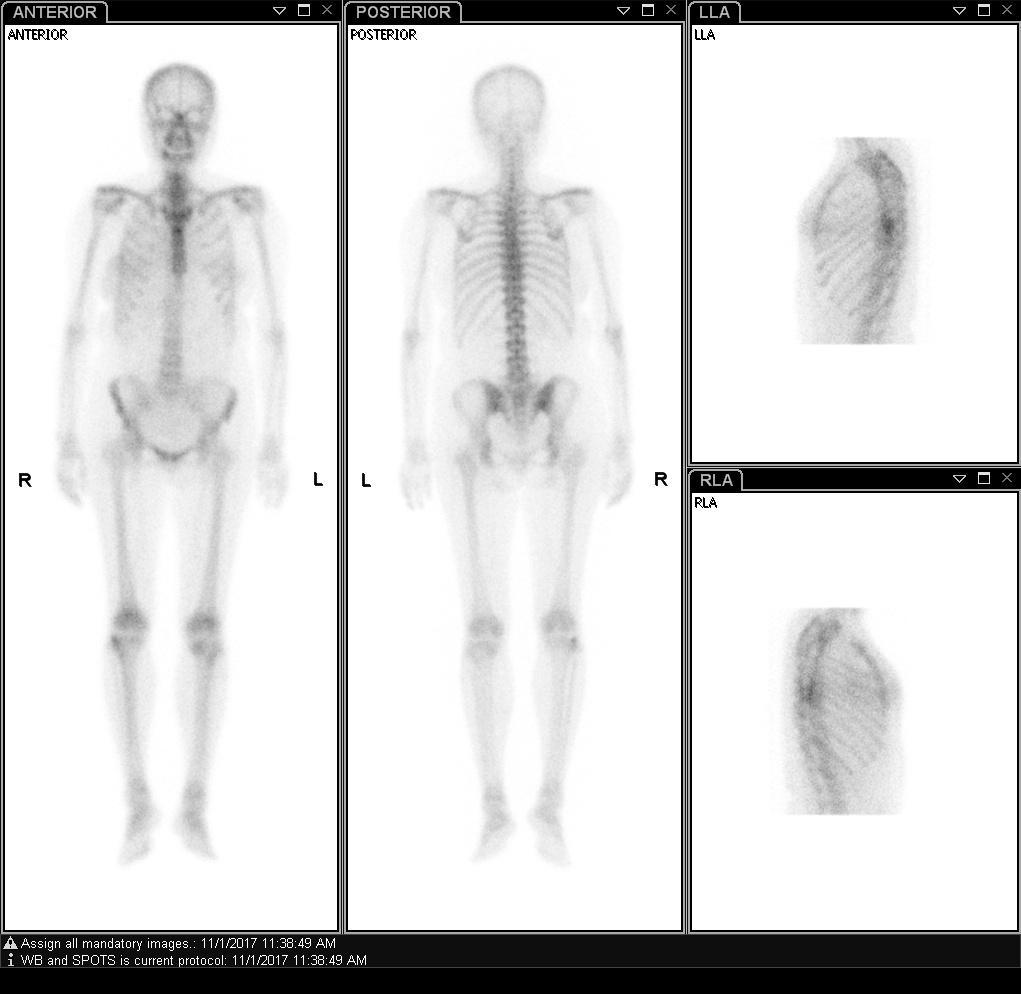 ANTERIOR
ANTERIOR
R
L
POSTERIOR
POSTERIOR
L
R
LLA
LLA
RLA
RLA
Assign all mandatory images.: 11/1/2017 11:38:49 AM
WB and SPOTS is current protocol: 11/1/2017 11:38:49 AM